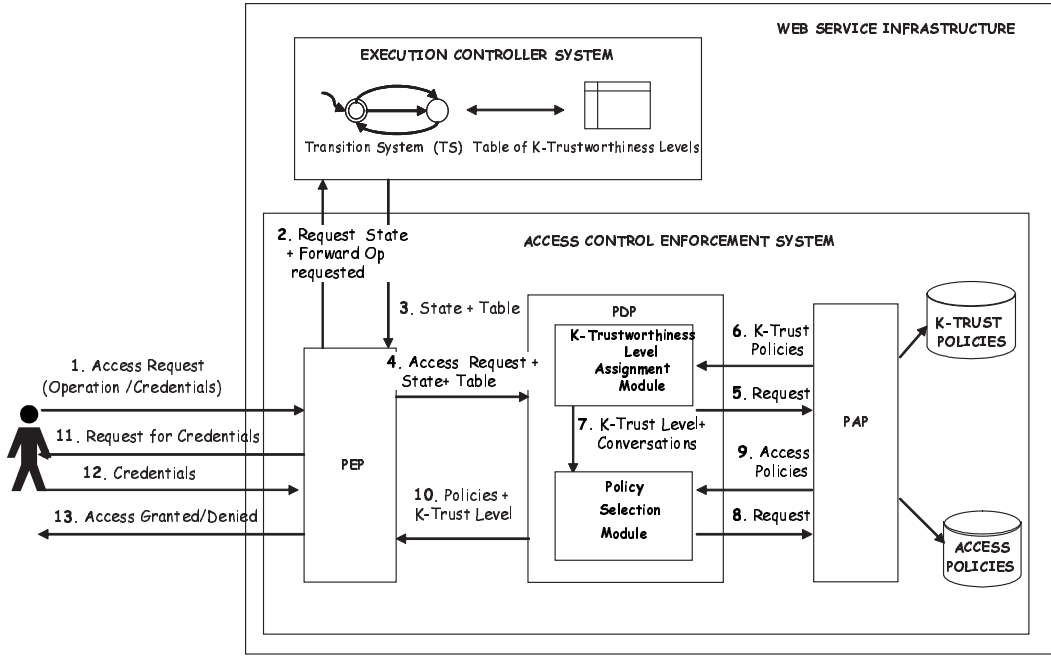 WEB SERVICE INFRASTRUCTURE
EXECUTION CONTROLLER SYSTEM
Transition System (TS)
Table of K-Trustworthiness Levels
2. Request State
+ Forward Op
requested
ACCESS CONTROL ENFORCEMENT SYSTEM
3. State + Table
PDP
K-Trustworthiness
Level
Assignment
Module
6. K-Trust
Policies
K-TRUST
POLICIES
1. Access Request
(Operation /Credentials)
4. Access Request +
State+ Table
5. Request
PAP
11. Request for Credentials
7. K-Trust Level+
Conversations
9. Access
Policies
PEP
12. Credentials
10. Policies +
K-Trust Level
Policy
Selection
Module
8. Request
13. Access Granted/Denied
ACCESS
POLICIES